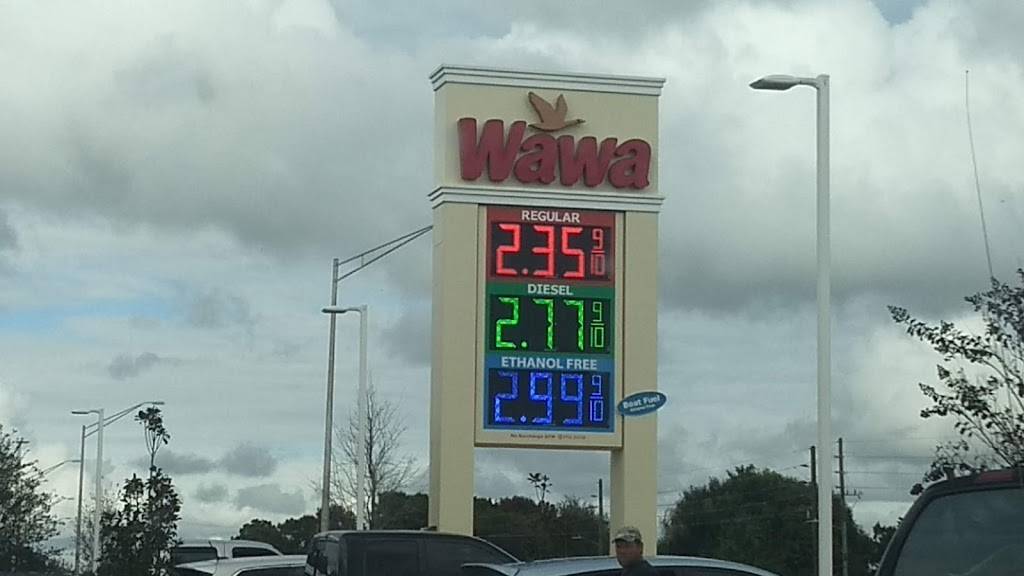 Wawa
REGULAR
2.35 9/10
DIESEL
2.77 9/10
ETHANOL FREE
2.99 9/10
Boat Fuel